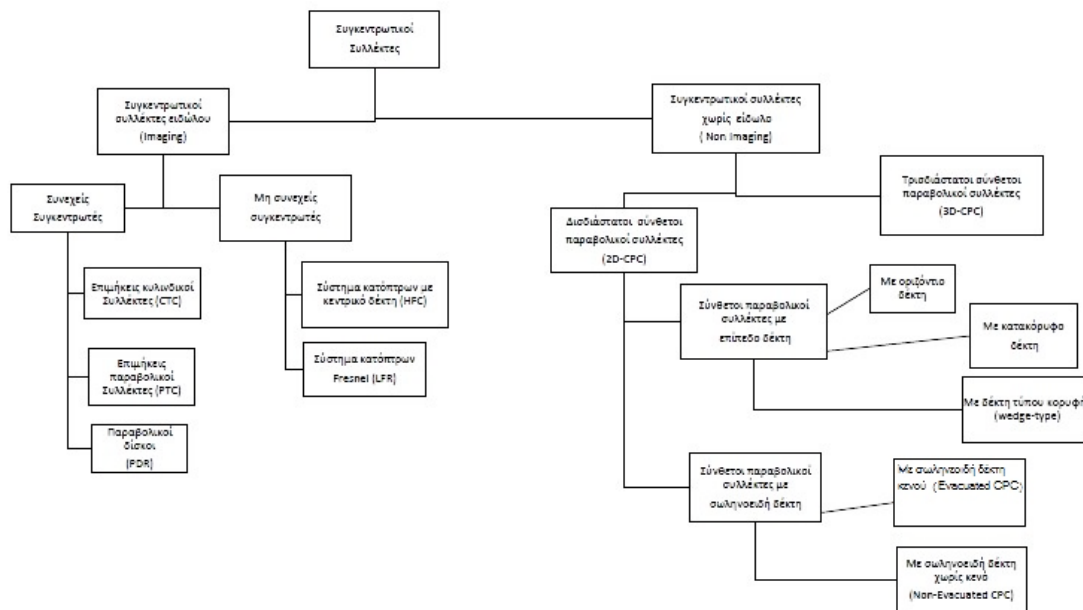 Συγκεντρωτικοί
Συλλέκτες
Συγκεντρωτικοί
συλλέκτες ειδώλου
(Imaging)
Συγκεντρωτικοί συλλέκτες
χωρίς είδωλο
( Non Imaging)
Συνεχείς
Συγκεντρωτές
Μη συνεχείς
συγκεντρωτές
Τρισδιάστατοι σύνθετοι
παραβολικοί συλλέκτες
(3D-CPC)
Δισδιάστατοι σύνθετοι
παραβολικοί συλλέκτες
(2D-CPC)
Επιμήκεις κυλινδικοί
Συλλέκτες (CTC)
Σύστημα κατόπτρων με
κεντρικό δέκτη (HFC)
Σύνθετοι παραβολικοί
συλλέκτες με
επίπεδο δέκτη
Με οριζόντιο
δέκτη
Με κατακόρυφο
δέκτη
Επιμήκεις
παραβολικοί
Συλλέκτες (PTC)
Σύστημα κατόπτρων
Fresnel (LFR)
Με δέκτη τύπου κορυφή
(wedge-type)
Παραβολικοί
δίσκοι
(PDR)
Σύνθετοι παραβολικοί
συλλέκτες με
σωληνοειδή δέκτη
Με σωληνεοιδή δέκτη
κενού (Evacuated CPC)
Με σωληνοειδή δέκτη
χωρίς κενό
(Non-Evacuated CPC)